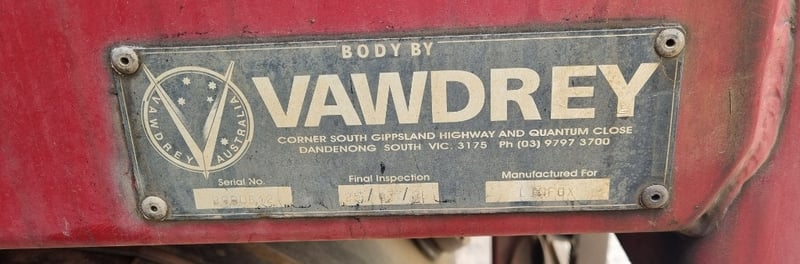 BODY BY
VAWDREY
VAWDREY AUSTRALIA
CORNER SOUTH GIPPSLAND HIGHWAY AND QUANTUM CLOSE
DANDENONG SOUTH VIC. 3175 Ph (03) 9797 3700
Serial No. Final Inspection Manufactured For
LINFOX